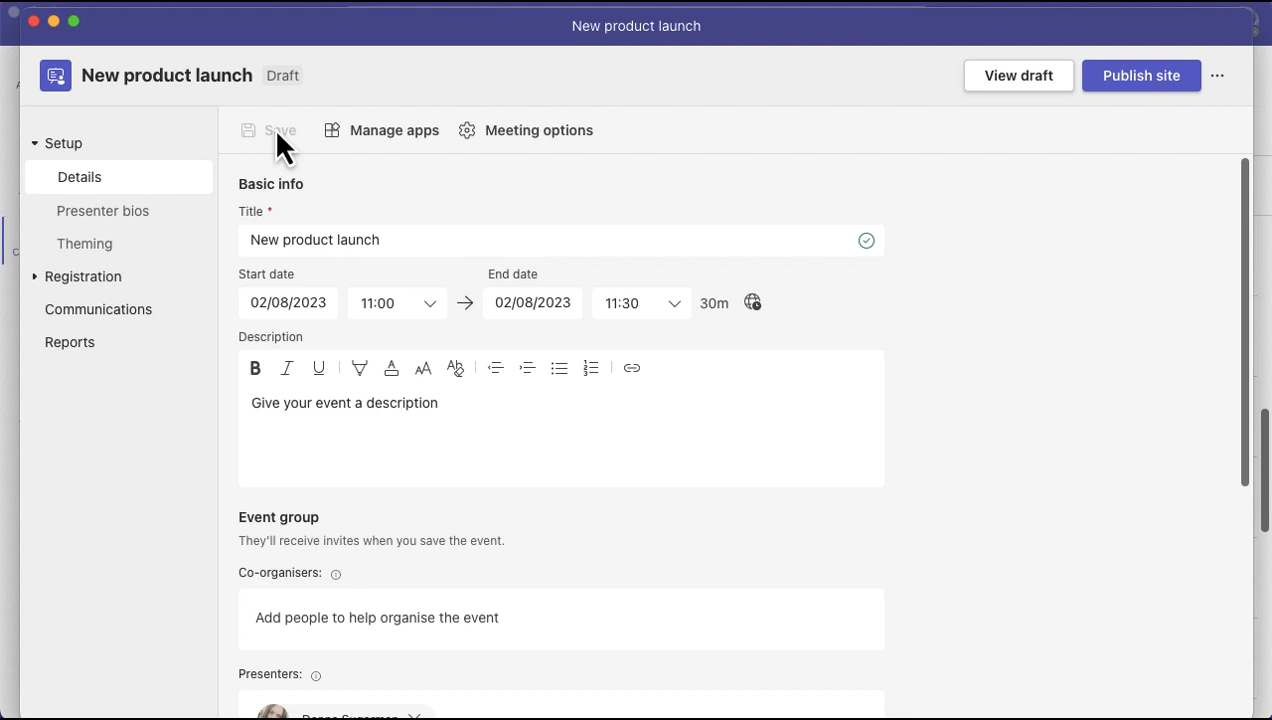 New product launch
New product launch Draft View draft Publish site
Save Manage apps Meeting options
Setup
Details
Presenter bios
Theming
Registration
Communications
Reports
Basic info
Title *
New product launch
Start date End date
02/08/2023 11:00 02/08/2023 11:30 30m
Description
Give your event a description
Event group
They'll receive invites when you save the event.
Co-organisers:
Add people to help organise the event
Presenters: